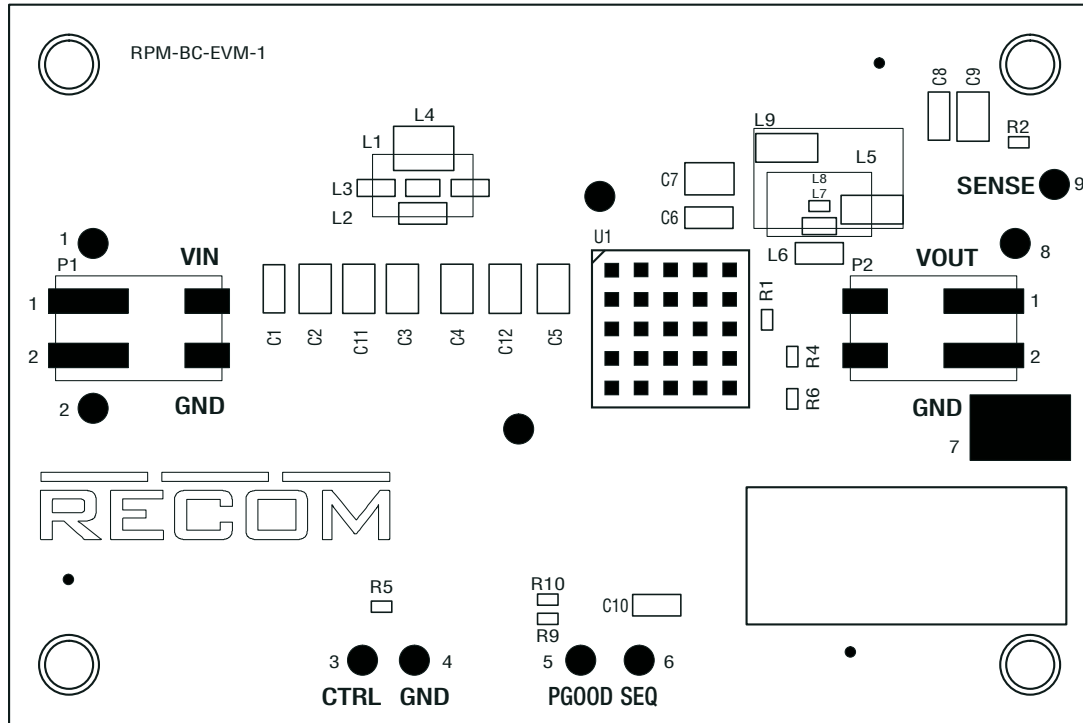 RPM-BC-EVM-1
C8
C9
L4
L1
L9
R2
L5
L3
C7
L8
SENSE
9
L7
L2
C6
1
U1
VIN
L6
VOUT
8
P1
P2
1
R1
1
C1
C2
C11
C3
C4
C12
C5
2
R4
2
2
GND
R6
GND
7
RECOM
R5
R10
C10
R9
3
4
5
6
CTRL
GND
PGOOD
SEQ